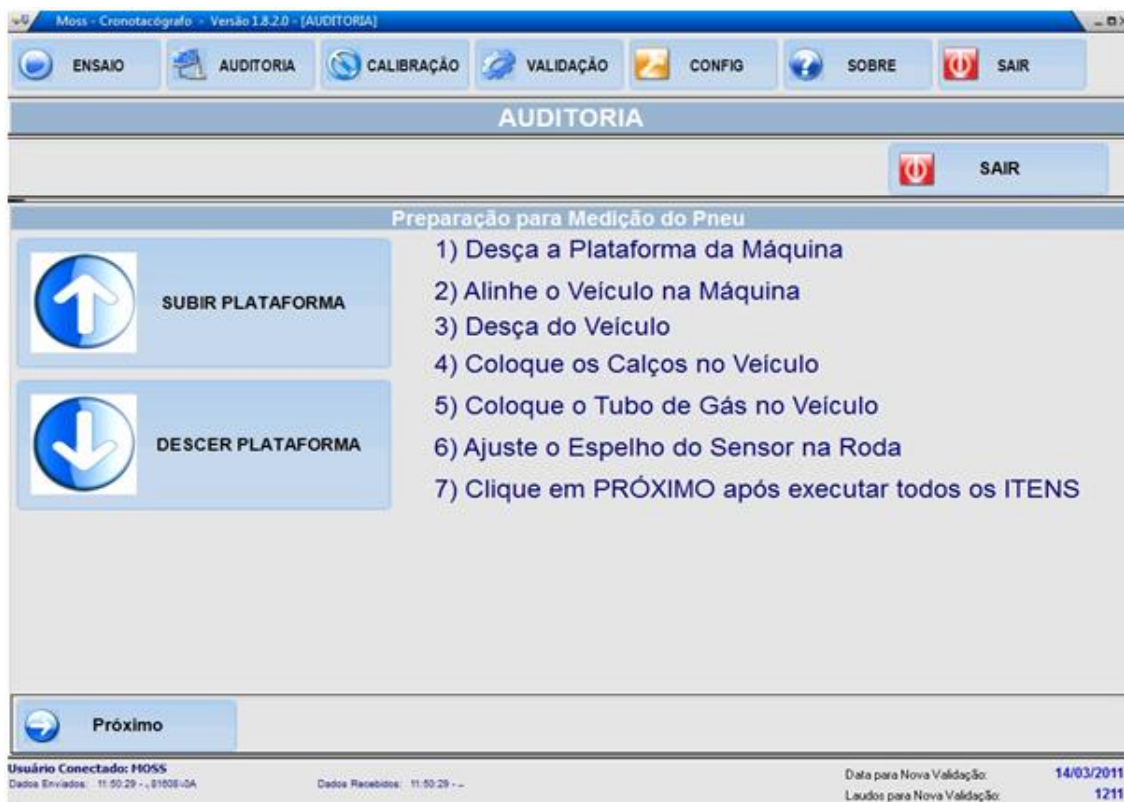 Moss - Cronotacógrafo - Versão 1.8.2.0 - [AUDITORIA]
ENSAIO AUDITORIA CALIBRAÇÃO VALIDAÇÃO CONFIG SOBRE SAIR
AUDITORIA
SAIR
Preparação para Medição do Pneu
SUBIR PLATAFORMA
DESCER PLATAFORMA
1) Desça a Plataforma da Máquina
2) Alinhe o Veículo na Máquina
3) Desça do Veículo
4) Coloque os Calços no Veículo
5) Coloque o Tubo de Gás no Veículo
6) Ajuste o Espelho do Sensor na Roda
7) Clique em PRÓXIMO após executar todos os ITENS
Próximo
Usuário Conectado: MOSS
Dados Enviados: 11:50:29 -
Dados Recebidos: 11:50:29 -
Data para Nova Validação: 14/03/2011
Laudos para Nova Validação: 1211